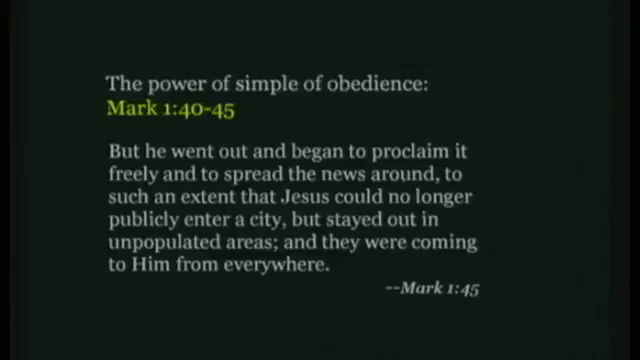 The power of simple of obedience:
Mark 1:40-45
But he went out and began to proclaim it
freely and to spread the news around, to
such an extent that Jesus could no longer
publicly enter a city, but stayed out in
unpopulated areas; and they were coming
to Him from everywhere.
--Mark 1:45